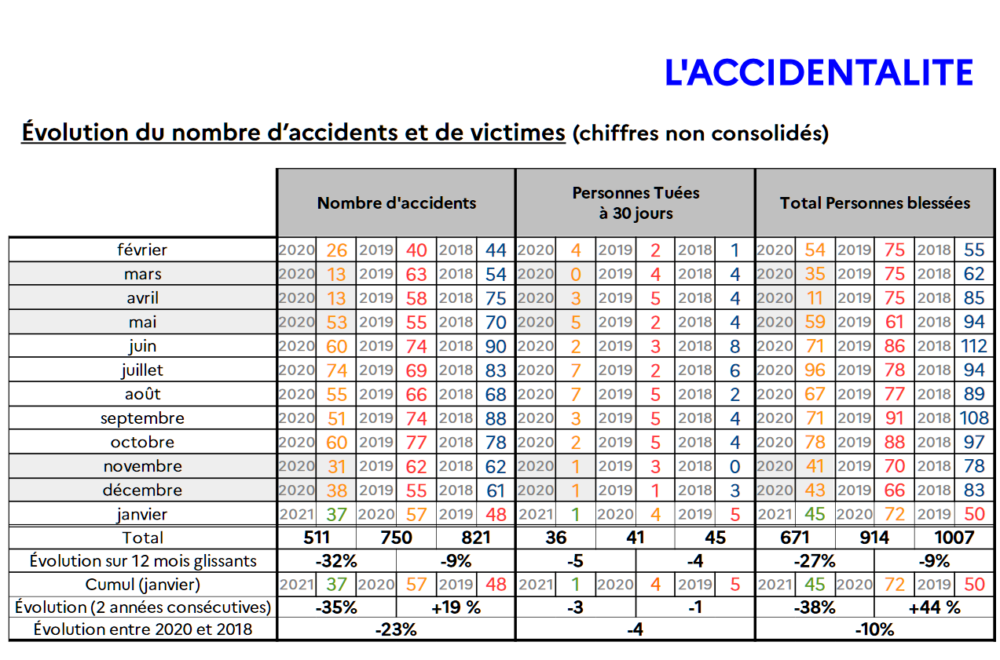 L'ACCIDENTALITE
Évolution du nombre d’accidents et de victimes (chiffres non consolidés)
Nombre d'accidents Personnes Tuées à 30 jours Total Personnes blessées
février 2020 26 2019 40 2018 44 2020 4 2019 2 2018 1 2020 54 2019 75 2018 55
mars 2020 13 2019 63 2018 54 2020 0 2019 4 2018 4 2020 35 2019 75 2018 62
avril 2020 13 2019 58 2018 75 2020 3 2019 5 2018 4 2020 11 2019 75 2018 85
mai 2020 53 2019 55 2018 70 2020 5 2019 2 2018 4 2020 59 2019 61 2018 94
juin 2020 60 2019 74 2018 90 2020 2 2019 3 2018 8 2020 71 2019 86 2018 112
juillet 2020 74 2019 69 2018 83 2020 7 2019 2 2018 6 2020 96 2019 78 2018 94
août 2020 55 2019 66 2018 68 2020 7 2019 5 2018 2 2020 67 2019 77 2018 89
septembre 2020 51 2019 74 2018 88 2020 3 2019 5 2018 4 2020 71 2019 91 2018 108
octobre 2020 60 2019 77 2018 78 2020 2 2019 5 2018 4 2020 78 2019 88 2018 97
novembre 2020 31 2019 62 2018 62 2020 1 2019 3 2018 0 2020 41 2019 70 2018 78
décembre 2020 38 2019 55 2018 61 2020 1 2019 1 2018 3 2020 43 2019 66 2018 83
janvier 2021 37 2020 57 2019 48 2021 1 2020 4 2019 5 2021 45 2020 72 2019 50
Total 511 750 821 36 41 45 671 914 1007
Évolution sur 12 mois glissants -32% -9% -5 -4 -27% -9%
Cumul (janvier) 2021 37 2020 57 2019 48 2021 1 2020 4 2019 5 2021 45 2020 72 2019 50
Évolution (2 années consécutives) -35% +19 % -3 -1 -38% +44 %
Évolution entre 2020 et 2018 -23% -4 -10%